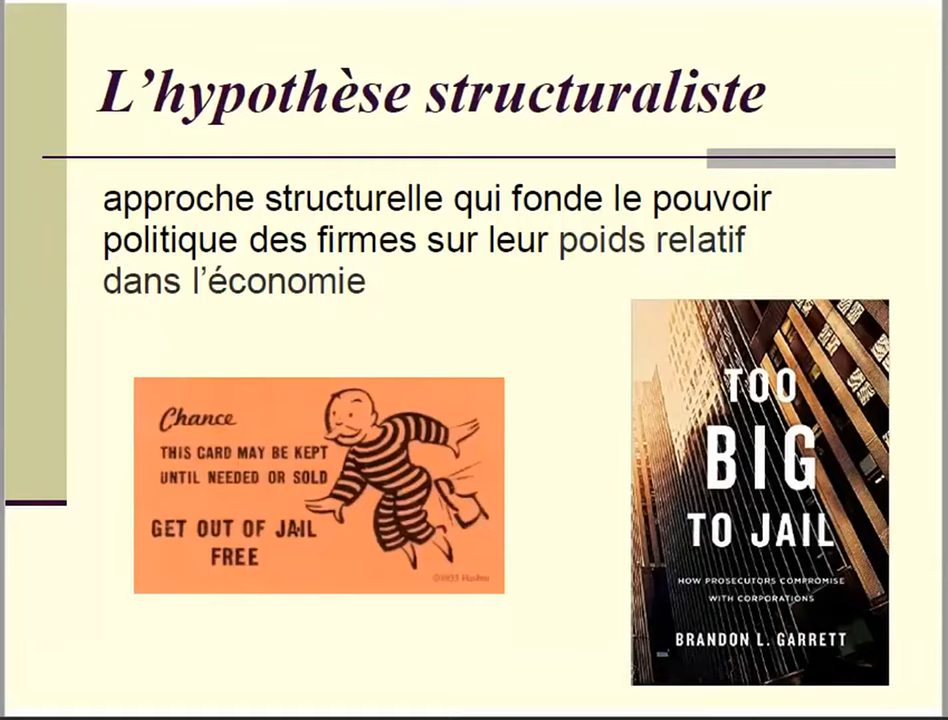 L’hypothèse structuraliste
approche structurelle qui fonde le pouvoir
politique des firmes sur leur poids relatif
dans l’économie
Chance
THIS CARD MAY BE KEPT
UNTIL NEEDED OR SOLD
GET OUT OF JAIL
FREE
©1935 Hasbro
TOO
BIG
TO JAIL
HOW PROSECUTORS COMPROMISE
WITH CORPORATIONS
BRANDON L. GARRETT